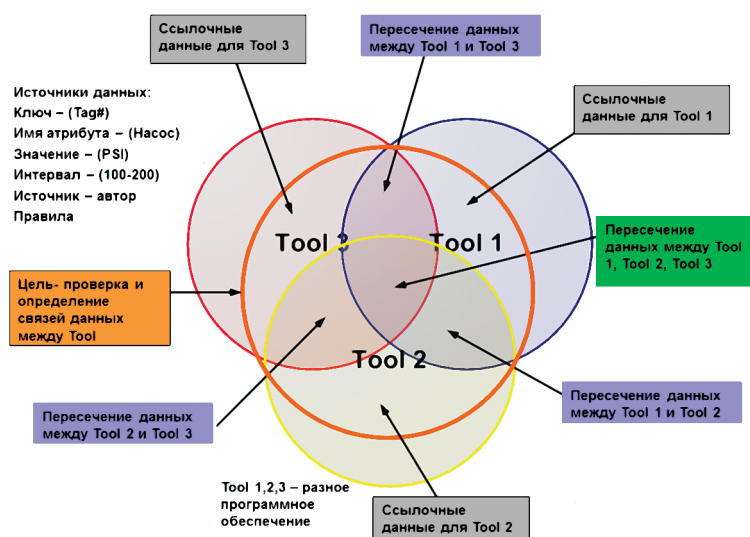 Ссылочные
данные для Tool 3
Пересечение данных
между Tool 1 и Tool 3
Источники данных:
Ключ – (Tag#)
Имя атрибута – (Насос)
Значение – (PSI)
Интервал – (100-200)
Источник – автор
Правила
Ссылочные
данные для Tool 1
Tool 3
Tool 1
Пересечение
данных между Tool
1, Tool 2, Tool 3
Цель- проверка и
определение
связей данных
между Tool
Tool 2
Пересечение данных
между Tool 2 и Tool 3
Пересечение данных
между Tool 1 и Tool 2
Tool 1,2,3 – разное
программное
обеспечение
Ссылочные
данные для Tool 2